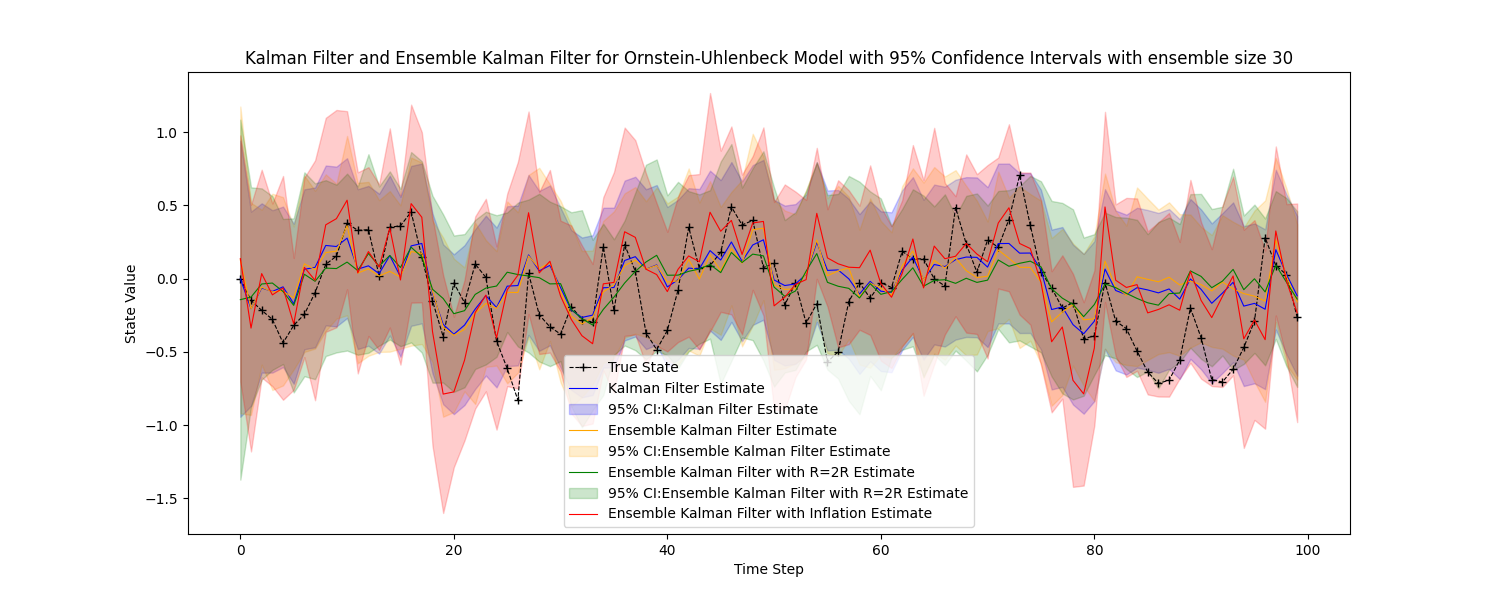 Kalman Filter and Ensemble Kalman Filter for Ornstein-Uhlenbeck Model with 95% Confidence Intervals with ensemble size 30
State Value
1.0
0.5
0.0
−0.5
−1.0
−1.5
True State
Kalman Filter Estimate
95% CI:Kalman Filter Estimate
Ensemble Kalman Filter Estimate
95% CI:Ensemble Kalman Filter Estimate
Ensemble Kalman Filter with R=2R Estimate
95% CI:Ensemble Kalman Filter with R=2R Estimate
Ensemble Kalman Filter with Inflation Estimate
0 20 40 60 80 100
Time Step